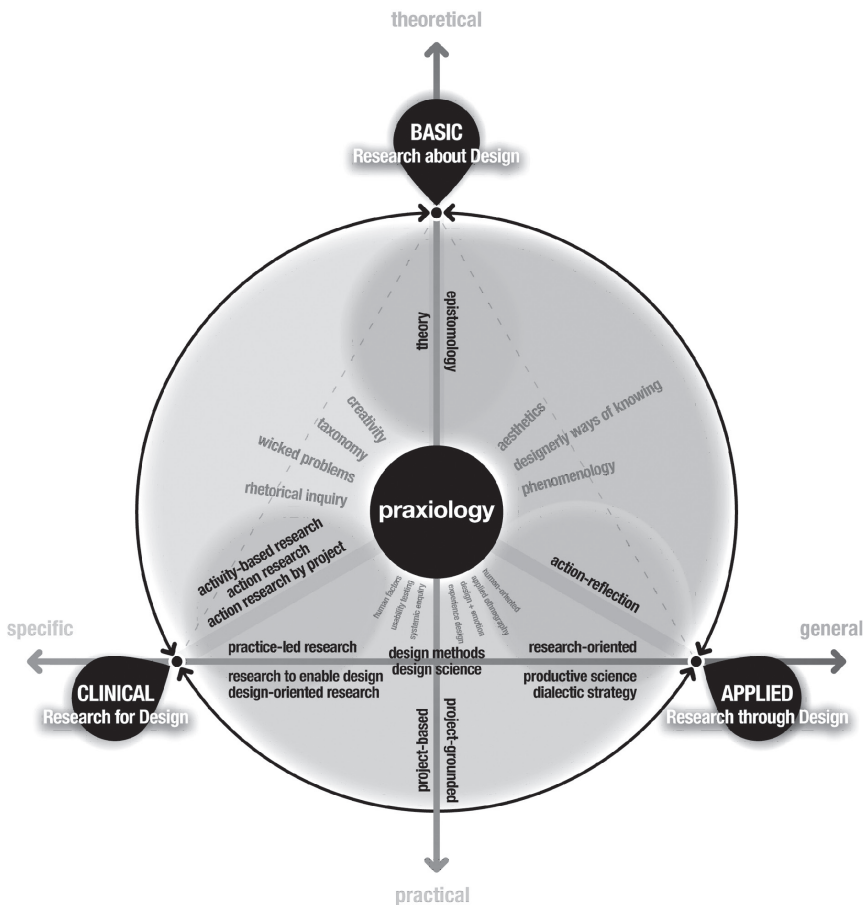 theoretical
BASIC
Research about Design
theory
epistomology
creativity
taxonomy
wicked problems
rhetorical inquiry
aesthetics
designerly ways of knowing
phenomenology
praxiology
activity-based research
action research
action research by project
action-reflection
human factors
usability testing
systemic enquiry
experience design
design + emotion
applied ethnography
human-oriented
specific
general
practice-led research
design methods
research-oriented
research to enable design
design science
productive science
design-oriented research
dialectic strategy
CLINICAL
Research for Design
APPLIED
Research through Design
project-based
project-grounded
practical